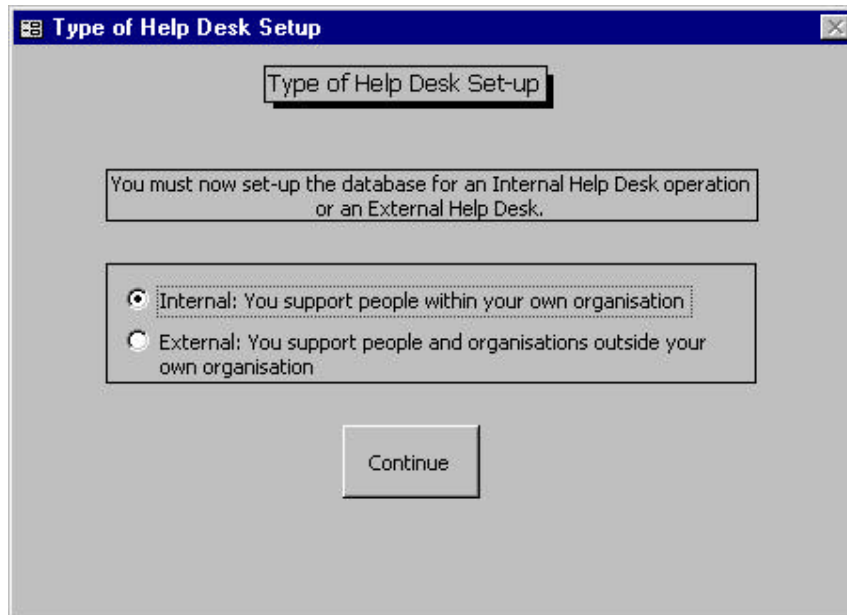 Type of Help Desk Setup
Type of Help Desk Set-up
You must now set-up the database for an Internal Help Desk operation
or an External Help Desk.
Internal: You support people within your own organisation
External: You support people and organisations outside your
own organisation
Continue